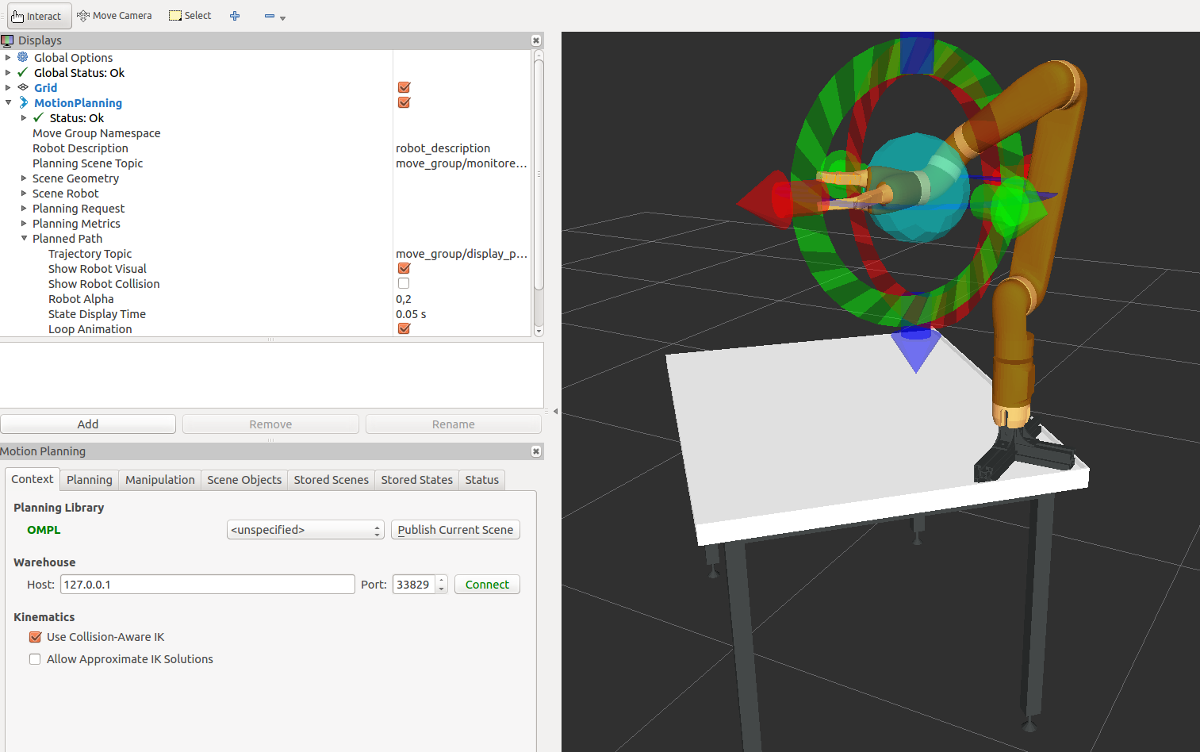 Interact Move Camera Select
Displays
Global Options
Global Status: Ok
Grid
MotionPlanning
Status: Ok
Move Group Namespace
Robot Description robot_description
Planning Scene Topic move_group/monitore...
Scene Geometry
Scene Robot
Planning Request
Planning Metrics
Planned Path
Trajectory Topic move_group/display_p...
Show Robot Visual
Show Robot Collision
Robot Alpha 0,2
State Display Time 0.05 s
Loop Animation
Add Remove Rename
Motion Planning
Context Planning Manipulation Scene Objects Stored Scenes Stored States Status
Planning Library
OMPL <unspecified> Publish Current Scene
Warehouse
Host: 127.0.0.1 Port: 33829 Connect
Kinematics
Use Collision-Aware IK
Allow Approximate IK Solutions